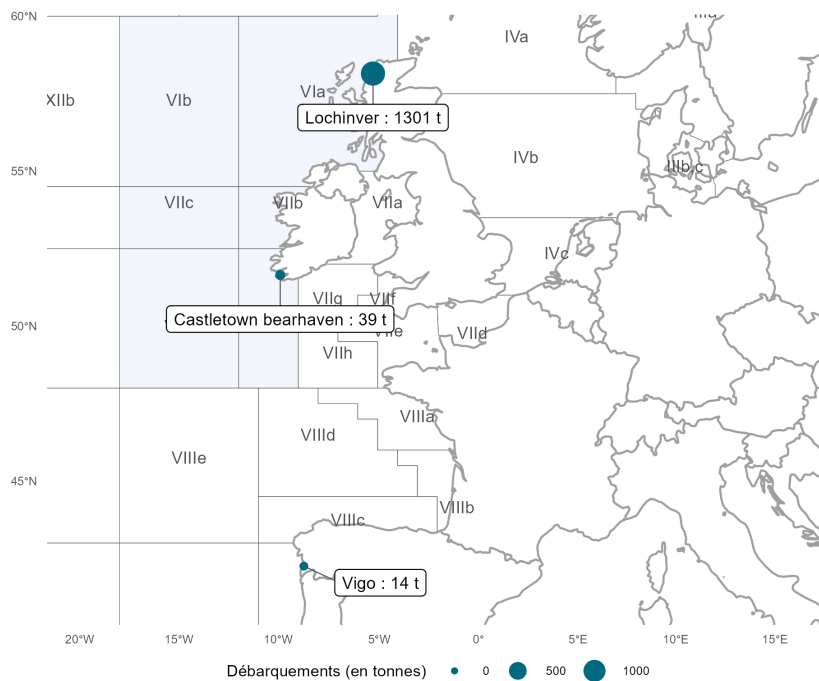 60°N
IVa
IIIa
XIIb
VIb
VIa
Lochinver : 1301 t
IVb
55°N
IIIb,c
VIIc
VIIb
VIIa
IVc
VIIg
VIIf
Castletown bearhaven : 39 t
50°N
VIIe
VIId
VIIh
VIIIa
VIIId
VIIIe
45°N
VIIIb
VIIIc
Vigo : 14 t
20°W 15°W 10°W 5°W 0° 5°E 10°E 15°E
Débarquements (en tonnes) 0 500 1000